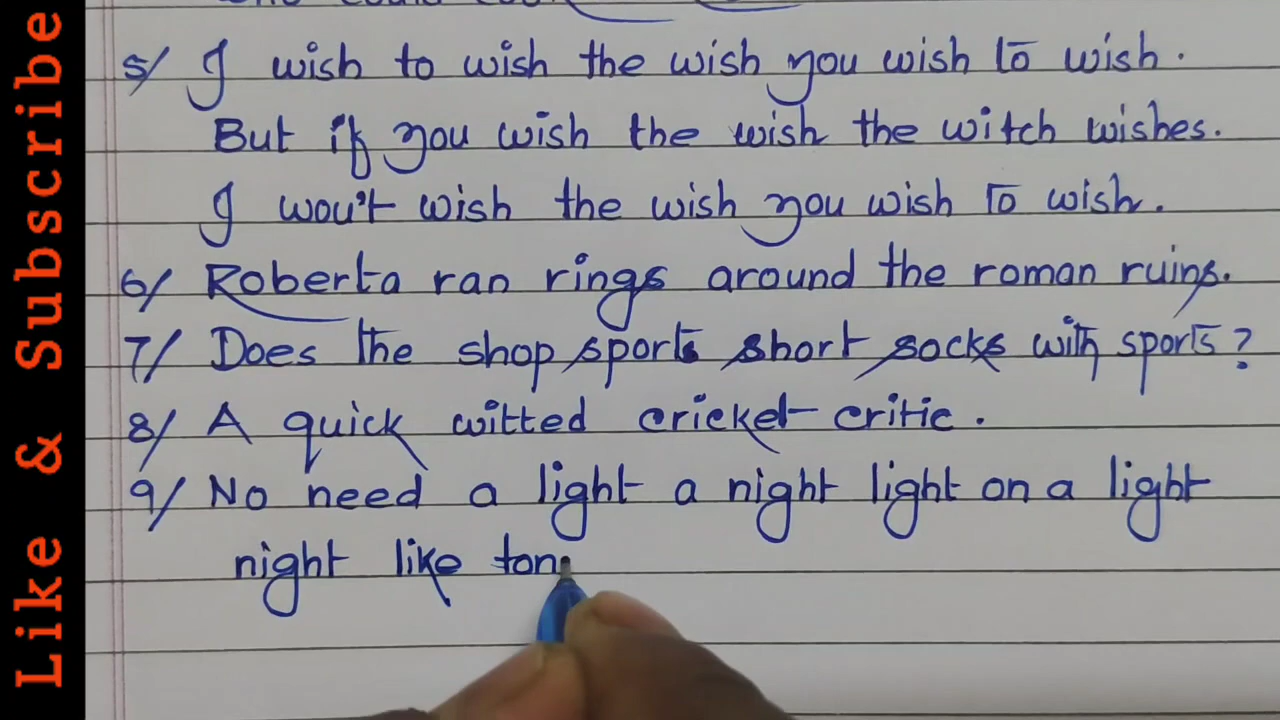 Like & Subscribe
5/ I wish to wish the wish you wish to wish.
But if you wish the wish the witch wishes.
I won't wish the wish you wish to wish.
6/ Roberta ran rings around the roman ruins.
7/ Does the shop sports short socks with sports?
8/ A quick witted cricket critic.
9/ No need a light a night light on a light
night like ton